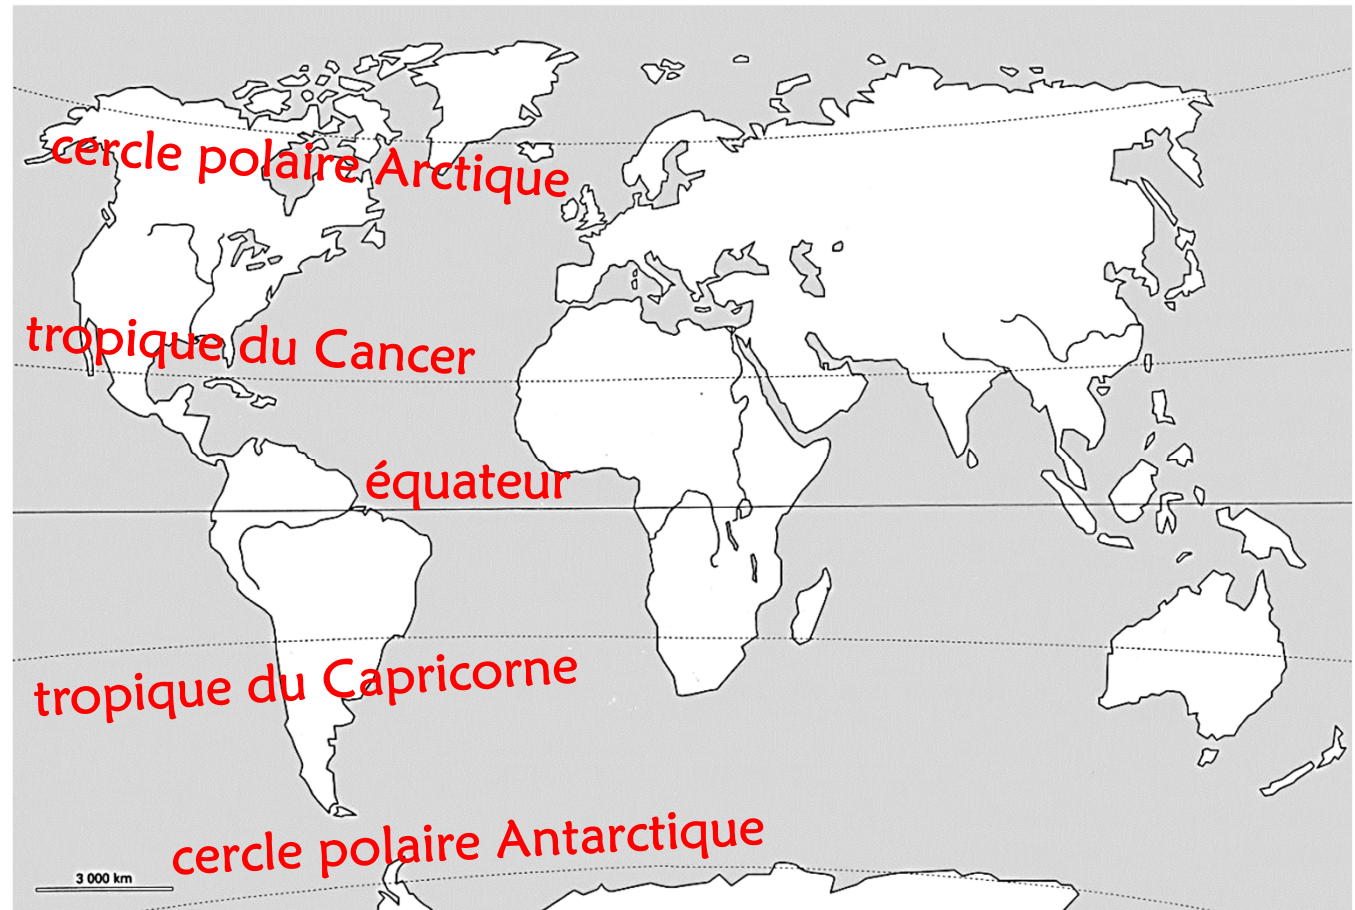 cercle polaire Arctique
tropique du Cancer
équateur
tropique du Capricorne
cercle polaire Antarctique
3 000 km